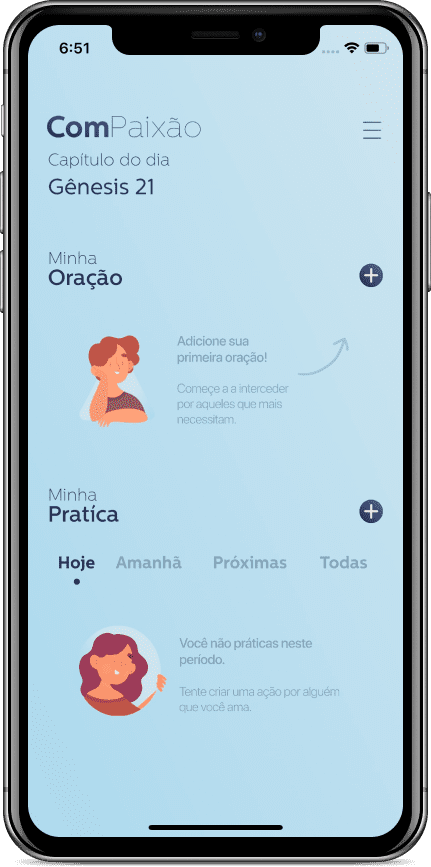 6:51
ComPaixão
Capítulo do dia
Gênesis 21
Minha
Oração
Adicione sua
primeira oração!
Começe a a interceder
por aqueles que mais
necessitam.
Minha
Pratíca
Hoje Amanhã Próximas Todas
Você não práticas neste
período.
Tente criar uma ação por alguém
que você ama.